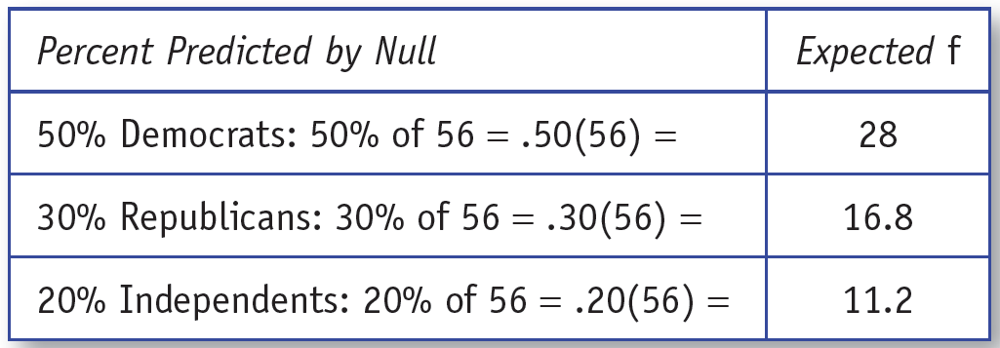 Percent Predicted by Null Expected f
50% Democrats: 50% of 56 = .50(56) = 28
30% Republicans: 30% of 56 = .30(56) = 16.8
20% Independents: 20% of 56 = .20(56) = 11.2